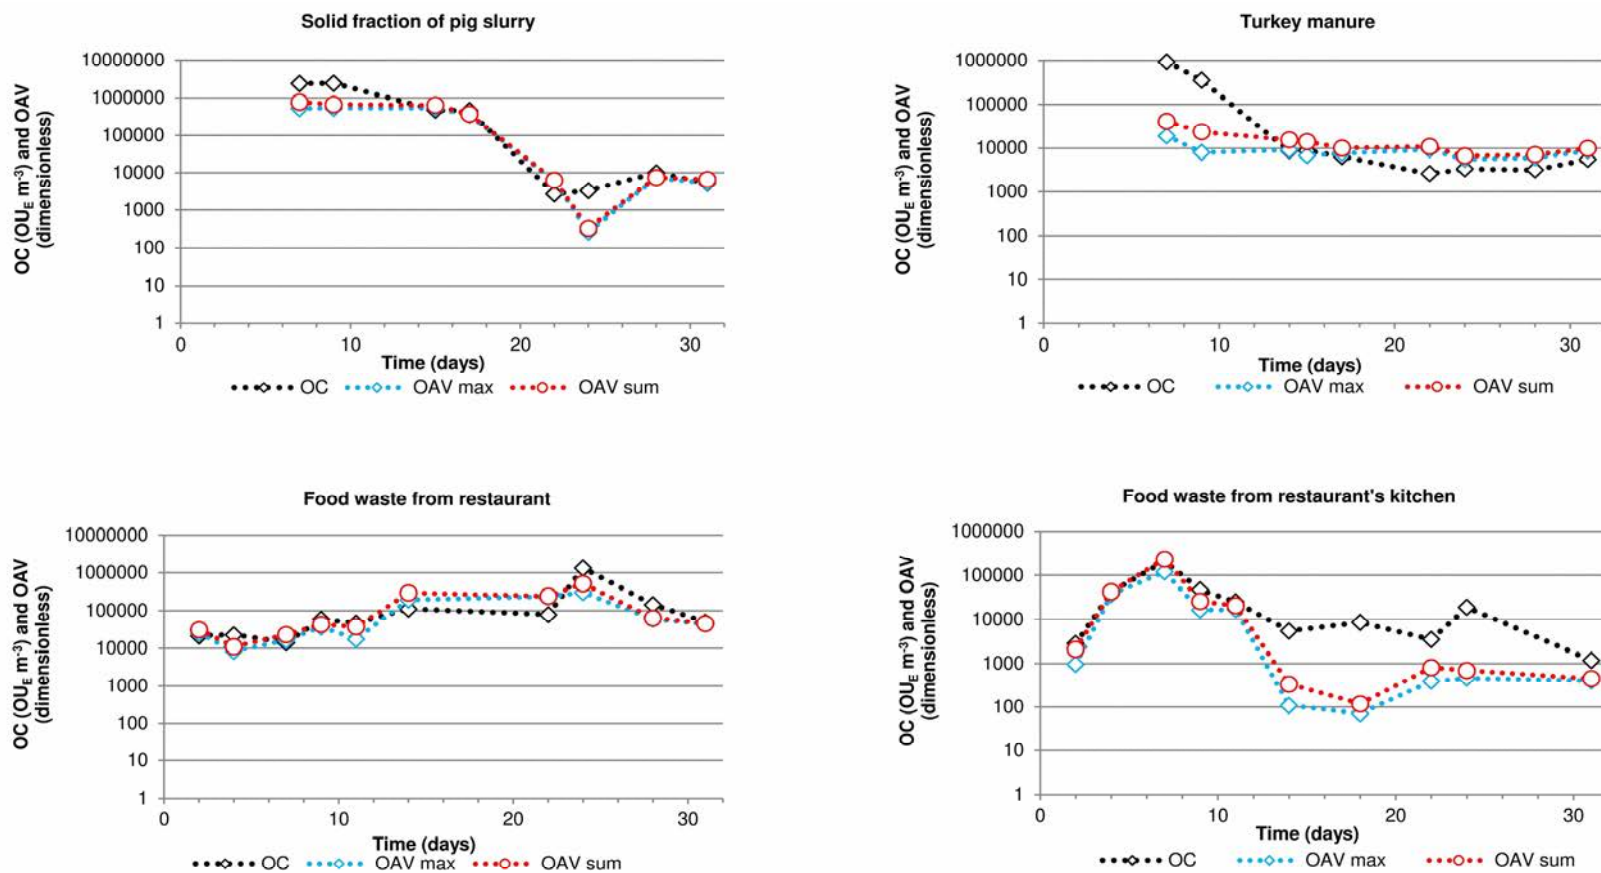 Solid fraction of pig slurry
10000000
1000000
100000
10000
1000
100
10
1
0
10
20
30
OC (OU_E m⁻³) and OAV
(dimensionless)
Time (days)
OC
OAV max
OAV sum
Turkey manure
1000000
100000
10000
1000
100
10
1
0
10
20
30
OC (OU_E m⁻³) and OAV
(dimensionless)
Time (days)
OC
OAV max
OAV sum
Food waste from restaurant
10000000
1000000
100000
10000
1000
100
10
1
0
10
20
30
OC (OU_E m⁻³) and OAV
(dimensionless)
Time (days)
OC
OAV max
OAV sum
Food waste from restaurant's kitchen
1000000
100000
10000
1000
100
10
1
0
10
20
30
OC (OU_E m⁻³) and OAV
(dimensionless)
Time (days)
OC
OAV max
OAV sum